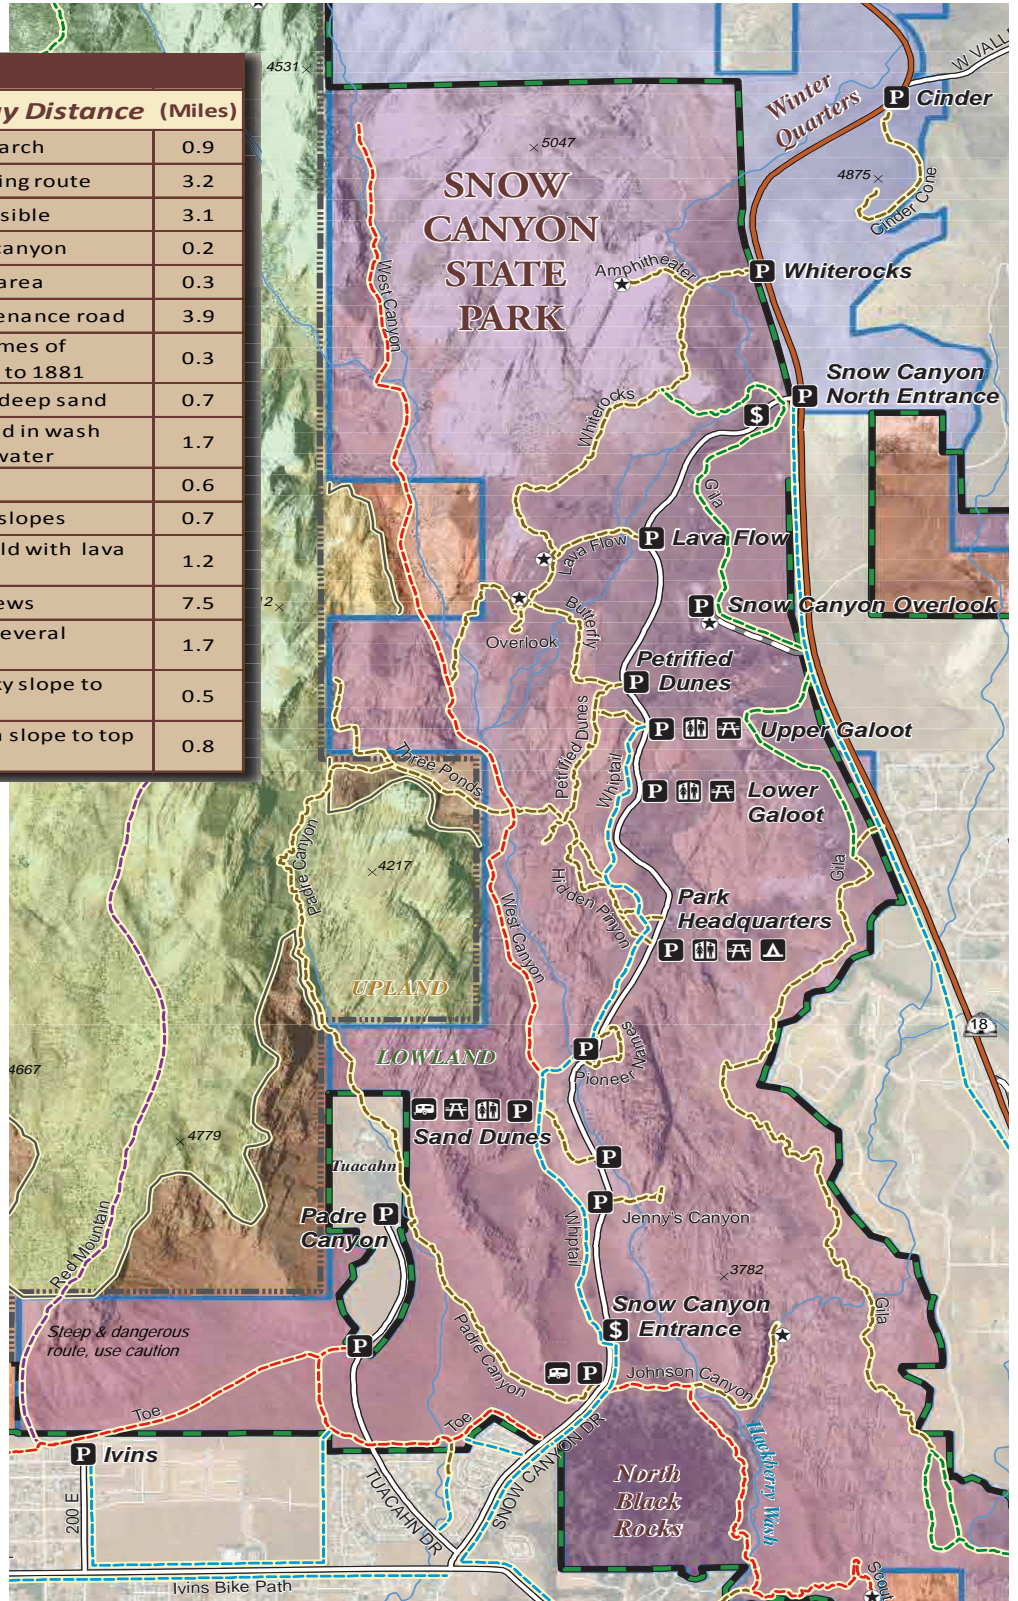 y Distance (Miles)
arch 0.9
ing route 3.2
sible 3.1
canyon 0.2
area 0.3
enance road 3.9
mes of
to 1881 0.3
deep sand 0.7
d in wash
water 1.7
0.6
slopes 0.7
ld with lava 1.2
ews 7.5
everal 1.7
y slope to 0.5
slope to top 0.8
4531
5047
SNOW
CANYON
STATE
PARK
Winter
Quarters
W VALL
P Cinder
4875
Cinder Cone
West Canyon
Amphitheater
P Whiterocks
Snow Canyon
P North Entrance
$
Whiterocks
Gila
Lava Flow
P Lava Flow
P Snow Canyon Overlook
12
Overlook
Butterfly
Petrified
P Dunes
Petrified Dunes
Whiptail
P Upper Galoot
P Lower
Galoot
Three Ponds
Padre Canyon
4217
Hidden Pinyon
Gila
Park
Headquarters
P
West Canyon
UPLAND
LOWLAND
18
4667
P
Pioneer Names
P
Sand Dunes
4779
Tuacahn
P
P
Jenny's Canyon
Padre P
Canyon
Red Mountain
Whiptail
3782
Snow Canyon
$ Entrance
Gila
Steep & dangerous
route, use caution
P
Padre Canyon
P
Johnson Canyon
Toe
Toe
P Ivins
SNOW CANYON DR
TUACAHN DR
200 E
North
Black
Rocks
Hackberry Wash
Scout
Ivins Bike Path